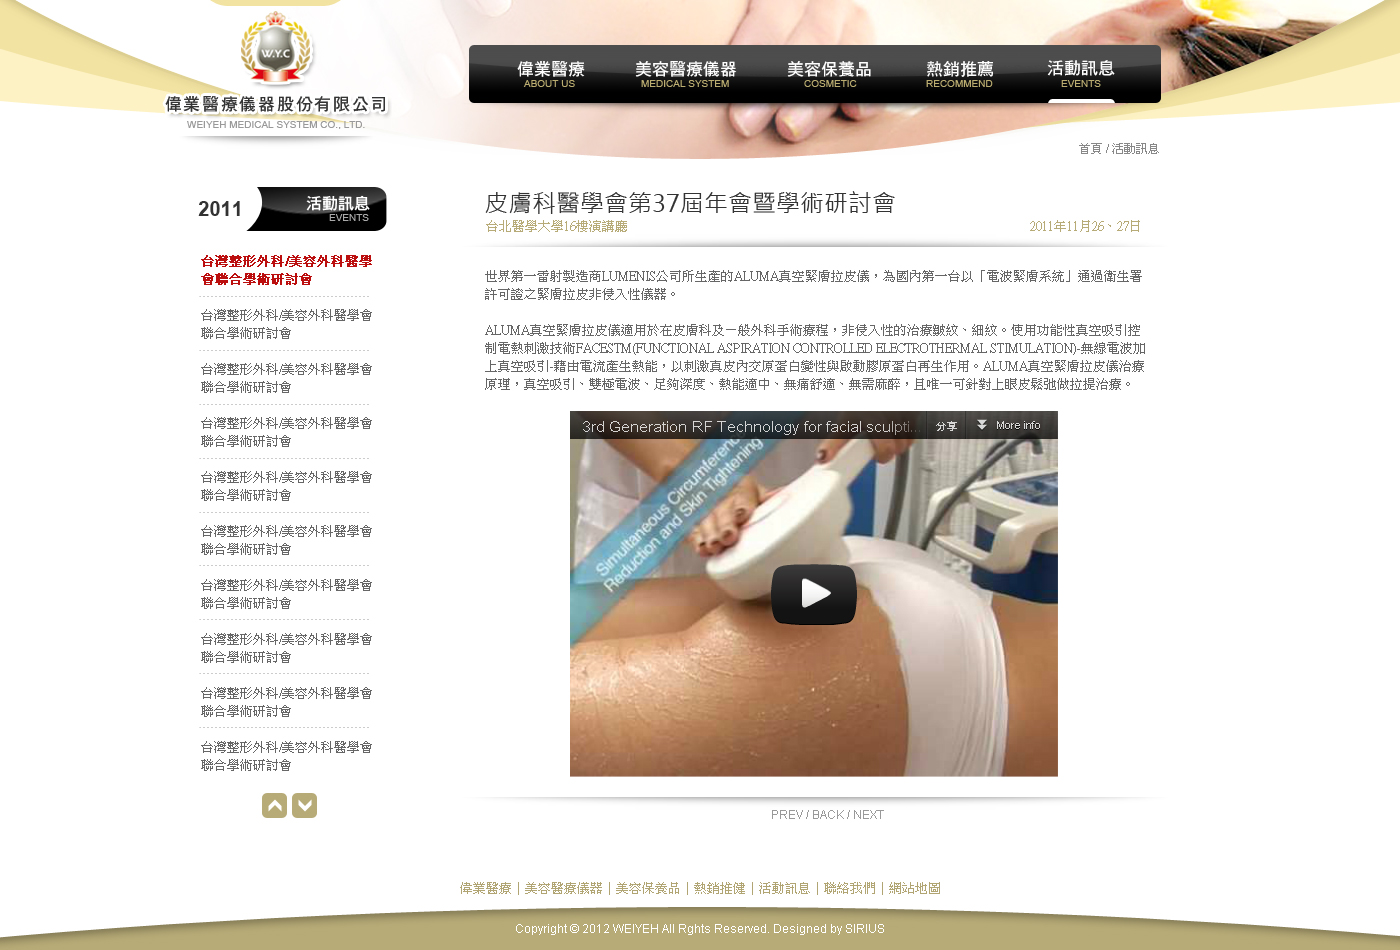 W.Y.C
偉業醫療儀器股份有限公司
WEIYEH MEDICAL SYSTEM CO., LTD.
偉業醫療
ABOUT US
美容醫療儀器
MEDICAL SYSTEM
美容保養品
COSMETIC
熱銷推薦
RECOMMEND
活動訊息
EVENTS
首頁 / 活動訊息
2011
活動訊息
EVENTS
台灣整形外科/美容外科醫學
會聯合學術研討會
台灣整形外科/美容外科醫學會
聯合學術研討會
台灣整形外科/美容外科醫學會
聯合學術研討會
台灣整形外科/美容外科醫學會
聯合學術研討會
台灣整形外科/美容外科醫學會
聯合學術研討會
台灣整形外科/美容外科醫學會
聯合學術研討會
台灣整形外科/美容外科醫學會
聯合學術研討會
台灣整形外科/美容外科醫學會
聯合學術研討會
台灣整形外科/美容外科醫學會
聯合學術研討會
台灣整形外科/美容外科醫學會
聯合學術研討會
皮膚科醫學會第37屆年會暨學術研討會
台北醫學大學16樓演講廳
2011年11月26、27日
世界第一雷射製造商LUMENIS公司所生產的ALUMA真空緊膚拉皮儀，為國內第一台以「電波緊膚系統」通過衛生署
許可證之緊膚拉皮非侵入性儀器。
ALUMA真空緊膚拉皮儀適用於在皮膚科及一般外科手術療程，非侵入性的治療皺紋、細紋。使用功能性真空吸引控
制電熱刺激技術FACESTM(FUNCTIONAL ASPIRATION CONTROLLED ELECTROTHERMAL STIMULATION)-無線電波加
上真空吸引-藉由電流產生熱能，以刺激真皮內交原蛋白變性與啟動膠原蛋白再生作用。ALUMA真空緊膚拉皮儀治療
原理，真空吸引、雙極電波、足夠深度、熱能適中、無痛舒適、無需麻醉，且唯一可針對上眼皮鬆弛做拉提治療。
3rd Generation RF Technology for facial sculpti...
分享
More info
Simultaneous Circumference
Reduction and Skin Tightening
PREV / BACK / NEXT
偉業醫療｜美容醫療儀器｜美容保養品｜熱銷推健｜活動訊息｜聯絡我們｜網站地圖
Copyright © 2012 WEIYEH All Rghts Reserved. Designed by SIRIUS